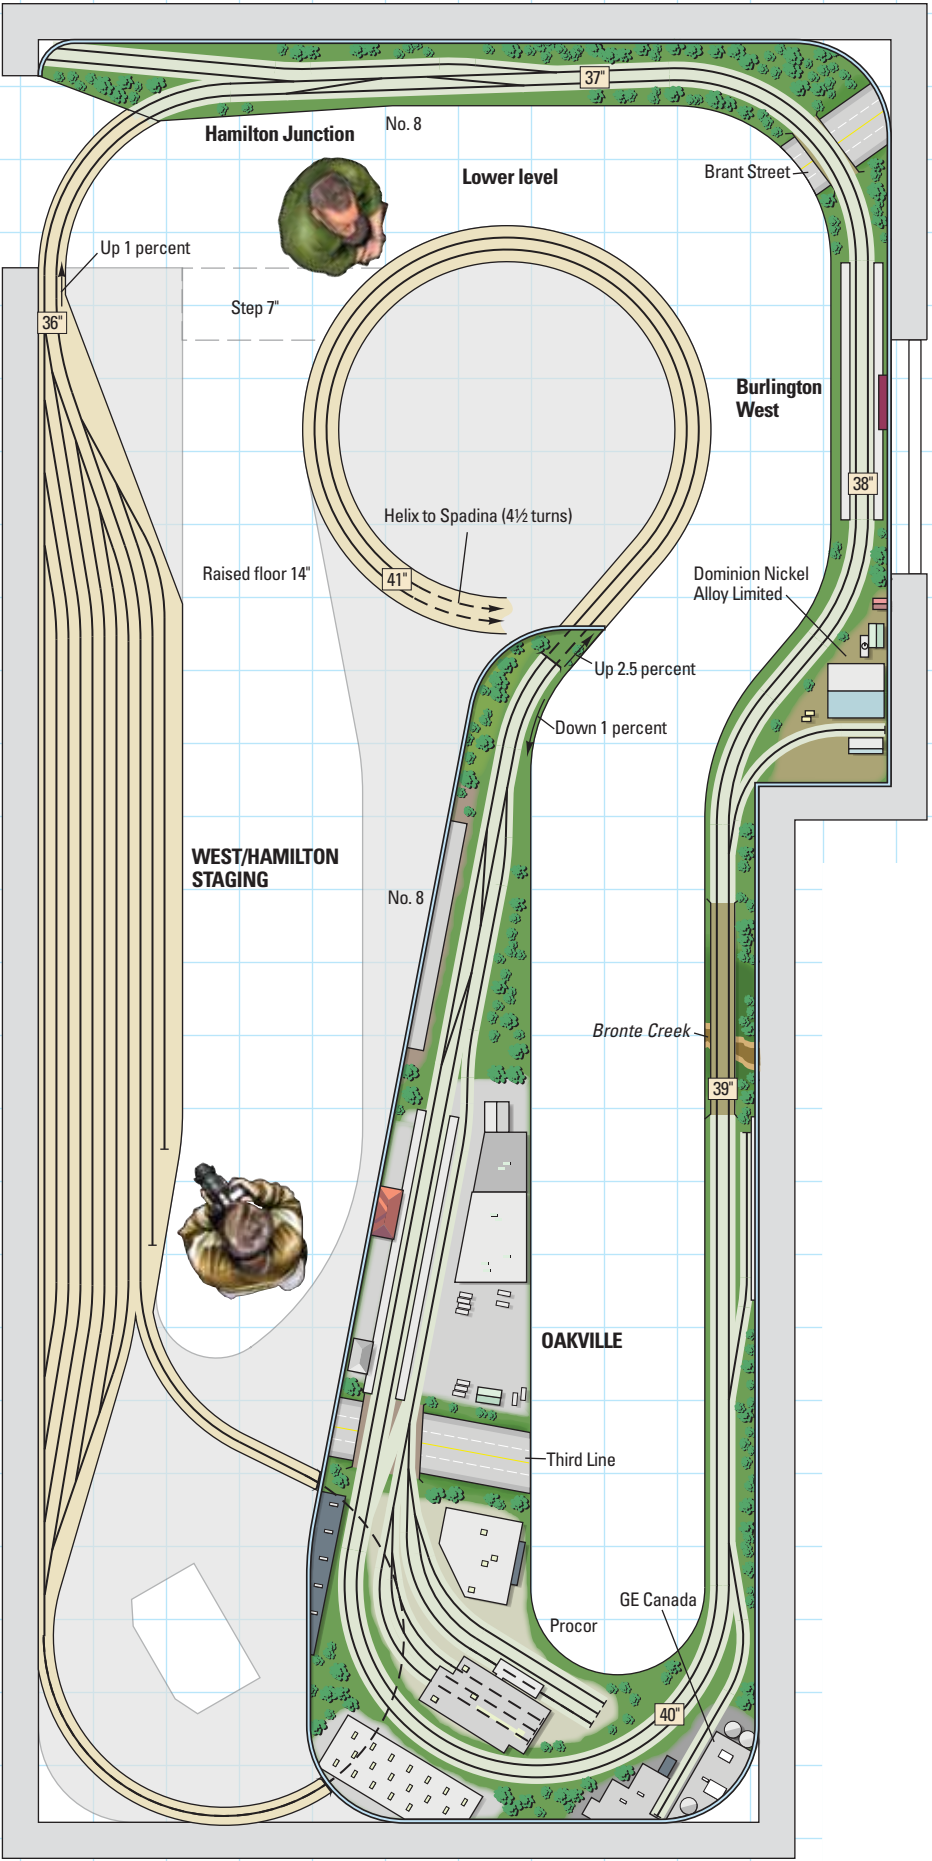 37"
Hamilton Junction
No. 8
Lower level
Brant Street
Up 1 percent
Step 7"
36"
Burlington
West
38"
Helix to Spadina (4½ turns)
41"
Raised floor 14"
Dominion Nickel
Alloy Limited
Up 2.5 percent
Down 1 percent
WEST/HAMILTON
STAGING
No. 8
Bronte Creek
39"
OAKVILLE
Third Line
GE Canada
Procor
40"